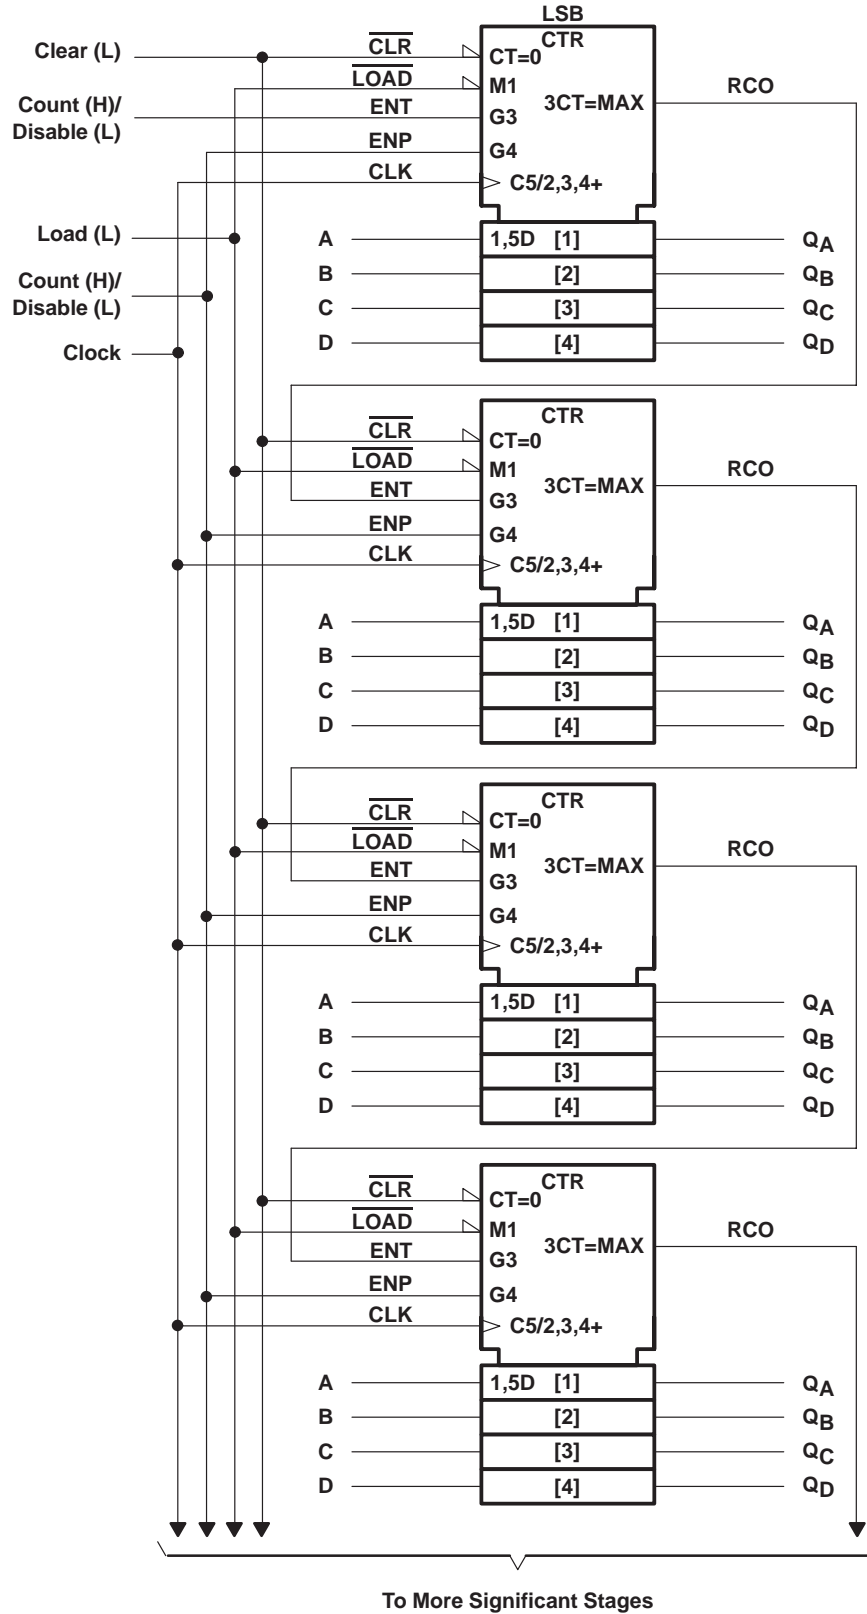 LSB
CTR
Clear (L)
CLR
CT=0
LOAD
M1
RCO
Count (H)/
Disable (L)
ENT
G3
3CT=MAX
ENP
G4
CLK
C5/2,3,4+
Load (L)
A
1,5D [1]
QA
Count (H)/
Disable (L)
B
[2]
QB
C
[3]
QC
Clock
D
[4]
QD
CTR
CLR
CT=0
LOAD
M1
RCO
ENT
G3
3CT=MAX
ENP
G4
CLK
C5/2,3,4+
A
1,5D [1]
QA
B
[2]
QB
C
[3]
QC
D
[4]
QD
CTR
CLR
CT=0
LOAD
M1
RCO
ENT
G3
3CT=MAX
ENP
G4
CLK
C5/2,3,4+
A
1,5D [1]
QA
B
[2]
QB
C
[3]
QC
D
[4]
QD
CTR
CLR
CT=0
LOAD
M1
RCO
ENT
G3
3CT=MAX
ENP
G4
CLK
C5/2,3,4+
A
1,5D [1]
QA
B
[2]
QB
C
[3]
QC
D
[4]
QD
To More Significant Stages